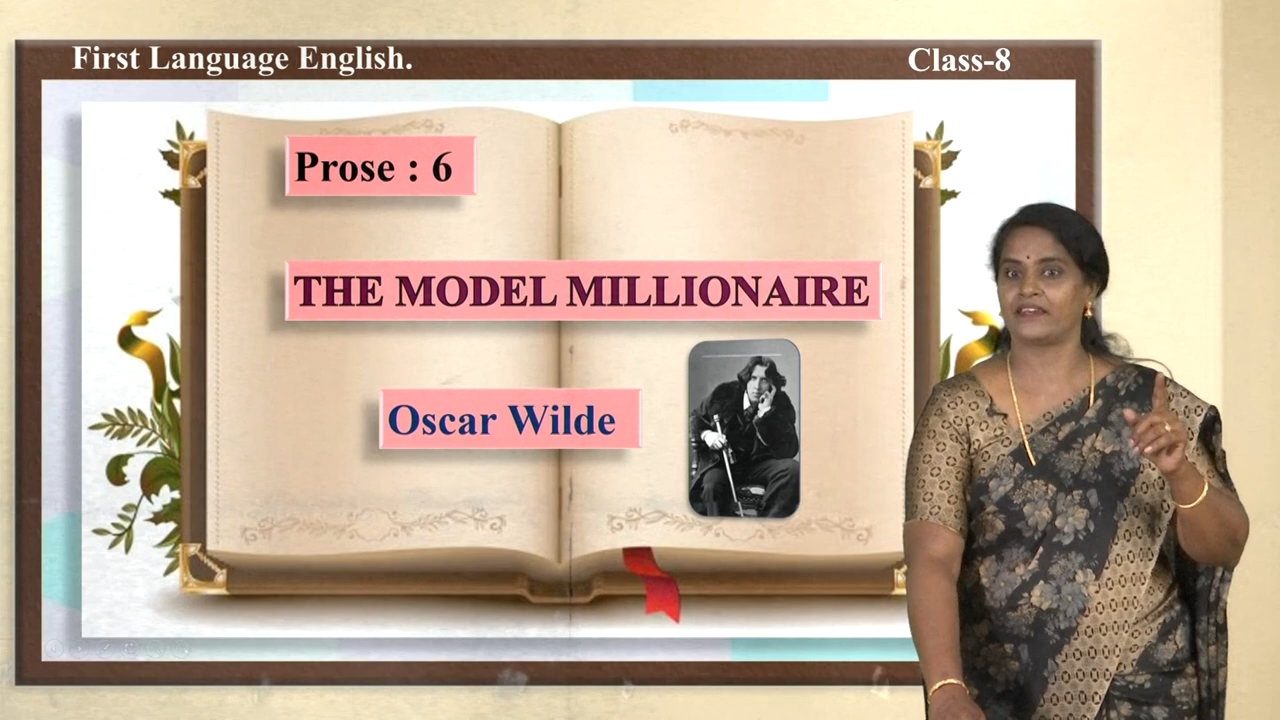 First Language English.
Class-8
Prose : 6
THE MODEL MILLIONAIRE
Oscar Wilde